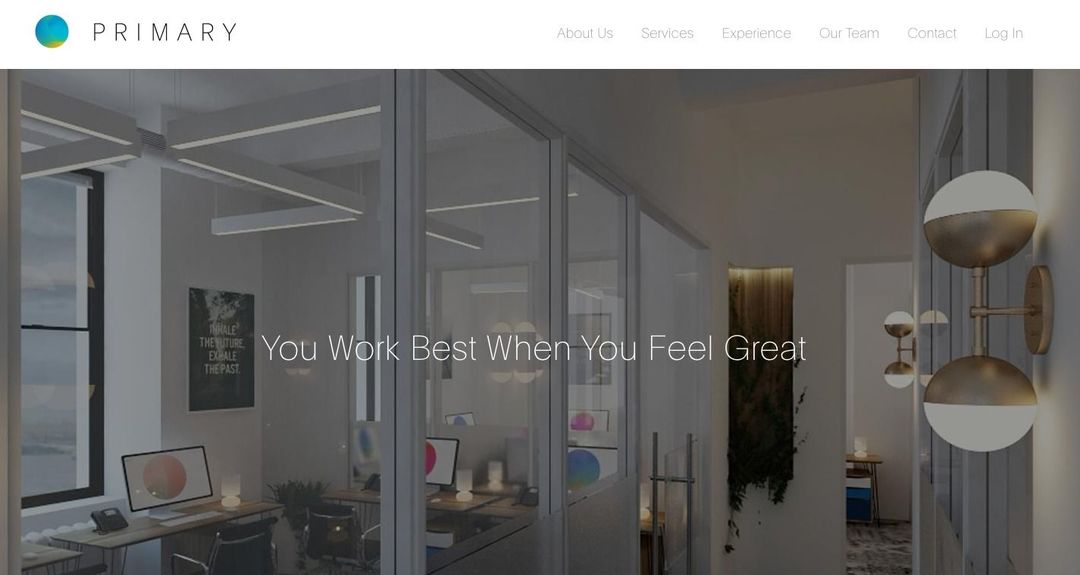 PRIMARY
About Us Services Experience Our Team Contact Log In
INHALE
THE FUTURE,
EXHALE
THE PAST.
You Work Best When You Feel Great